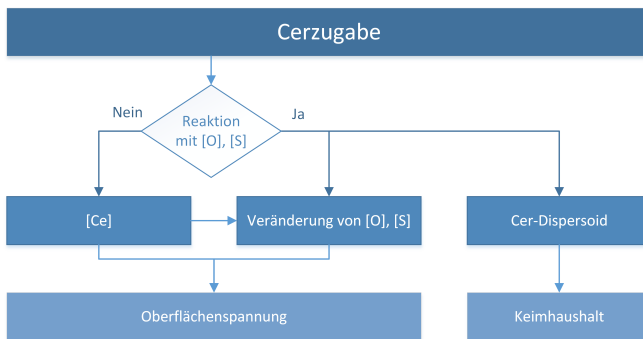 Cerzugabe
Nein
Reaktion
mit [O], [S]
Ja
[Ce]
Veränderung von [O], [S]
Cer-Dispersoid
Oberflächenspannung
Keimhaushalt